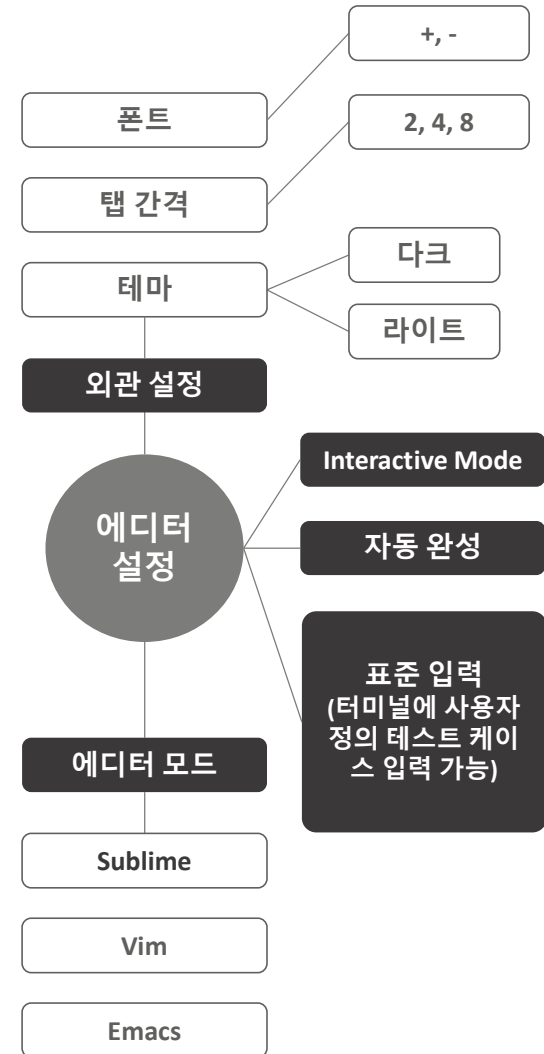 +, -
폰트
2, 4, 8
탭 간격
다크
테마
라이트
외관 설정
Interactive Mode
에디터
설정
자동 완성
표준 입력
(터미널에 사용자
정의 테스트 케이
스 입력 가능)
에디터 모드
Sublime
Vim
Emacs